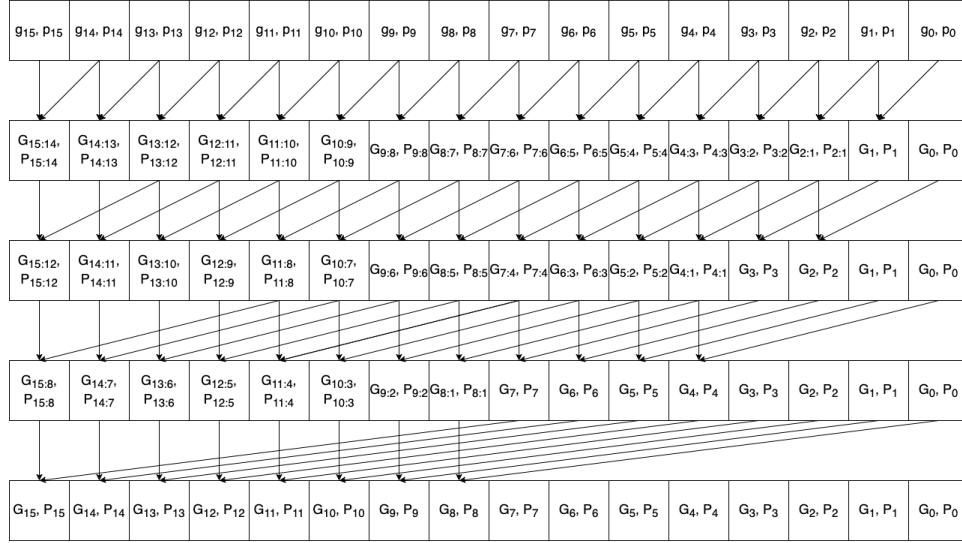 g15, p15 g14, p14 g13, p13 g12, p12 g11, p11 g10, p10 g9, p9 g8, p8 g7, p7 g6, p6 g5, p5 g4, p4 g3, p3 g2, p2 g1, p1 g0, p0
G15:14, G14:13, G13:12, G12:11, G11:10, G10:9, G9:8, P9:8 G8:7, P8:7 G7:6, P7:6 G6:5, P6:5 G5:4, P5:4 G4:3, P4:3 G3:2, P3:2 G2:1, P2:1 G1, P1 G0, P0
P15:14 P14:13 P13:12 P12:11 P11:10 P10:9
G15:12, G14:11, G13:10, G12:9, G11:8, G10:7, G9:6, P9:6 G8:5, P8:5 G7:4, P7:4 G6:3, P6:3 G5:2, P5:2 G4:1, P4:1 G3, P3 G2, P2 G1, P1 G0, P0
P15:12 P14:11 P13:10 P12:9 P11:8 P10:7
G15:8, G14:7, G13:6, G12:5, G11:4, G10:3, G9:2, P9:2 G8:1, P8:1 G7, P7 G6, P6 G5, P5 G4, P4 G3, P3 G2, P2 G1, P1 G0, P0
P15:8 P14:7 P13:6 P12:5 P11:4 P10:3
G15, P15 G14, P14 G13, P13 G12, P12 G11, P11 G10, P10 G9, P9 G8, P8 G7, P7 G6, P6 G5, P5 G4, P4 G3, P3 G2, P2 G1, P1 G0, P0